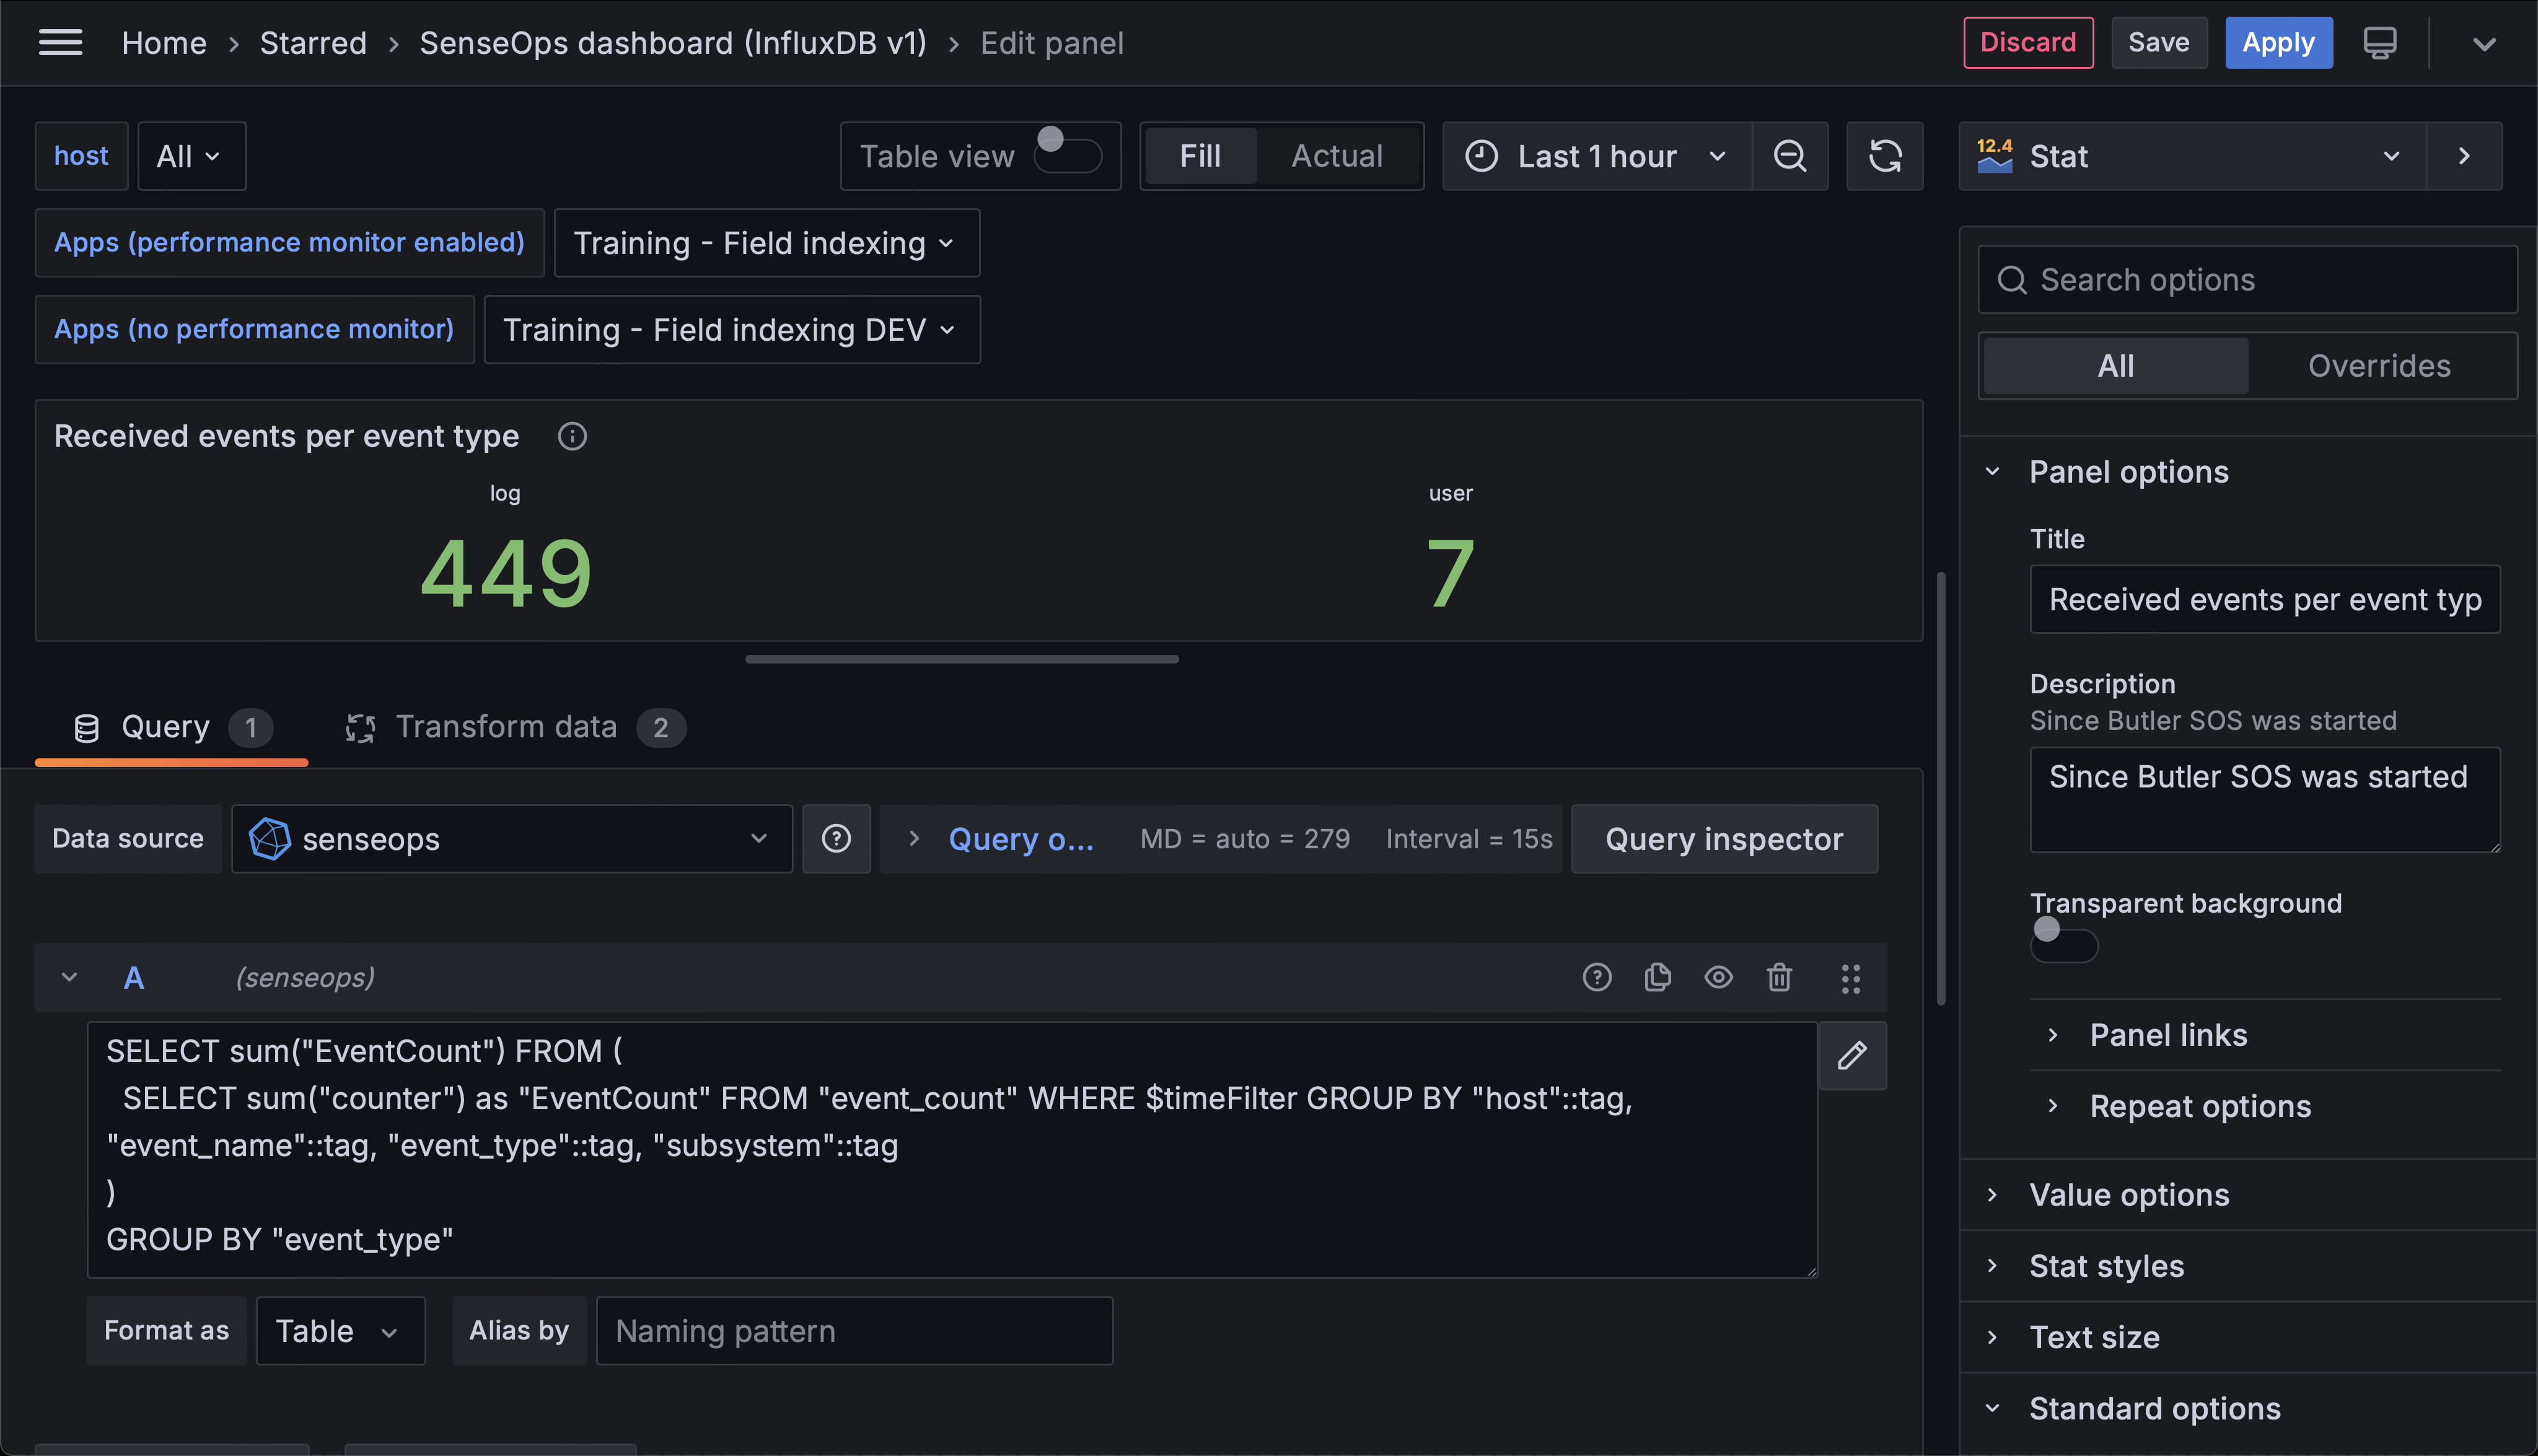 Home › Starred › SenseOps dashboard (InfluxDB v1) › Edit panel
Discard Save Apply
host All
Table view Fill Actual Last 1 hour
12.4 Stat
Apps (performance monitor enabled) Training - Field indexing
Apps (no performance monitor) Training - Field indexing DEV
Search options
All Overrides
Received events per event type
log user
449 7
Query 1 Transform data 2
Data source senseops Query o... MD = auto = 279 Interval = 15s Query inspector
A (senseops)
SELECT sum("EventCount") FROM (
SELECT sum("counter") as "EventCount" FROM "event_count" WHERE $timeFilter GROUP BY "host"::tag,
"event_name"::tag, "event_type"::tag, "subsystem"::tag
)
GROUP BY "event_type"
Format as Table Alias by Naming pattern
Panel options
Title
Received events per event typ
Description
Since Butler SOS was started
Since Butler SOS was started
Transparent background
Panel links
Repeat options
Value options
Stat styles
Text size
Standard options